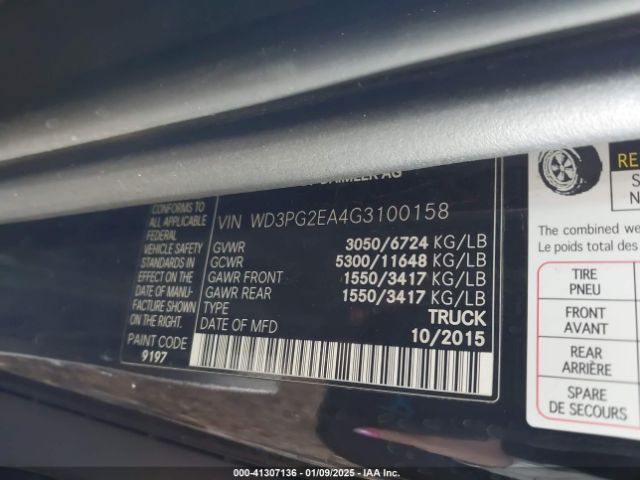 DAIMLER AG
CONFORMS TO
ALL APPLICABLE
FEDERAL
VEHICLE SAFETY
STANDARDS IN
EFFECT ON THE
DATE OF MANU-
FACTURE SHOWN
ON THE RIGHT.
PAINT CODE
9197
VIN WD3PG2EA4G3100158
GVWR 3050/6724 KG/LB
GCWR 5300/11648 KG/LB
GAWR FRONT 1550/3417 KG/LB
GAWR REAR 1550/3417 KG/LB
TYPE TRUCK
DATE OF MFD 10/2015
The combined we
Le poids total des
TIRE
PNEU
FRONT
AVANT
REAR
ARRIÈRE
SPARE
DE SECOURS
000-41307136 - 01/09/2025 - IAA Inc.